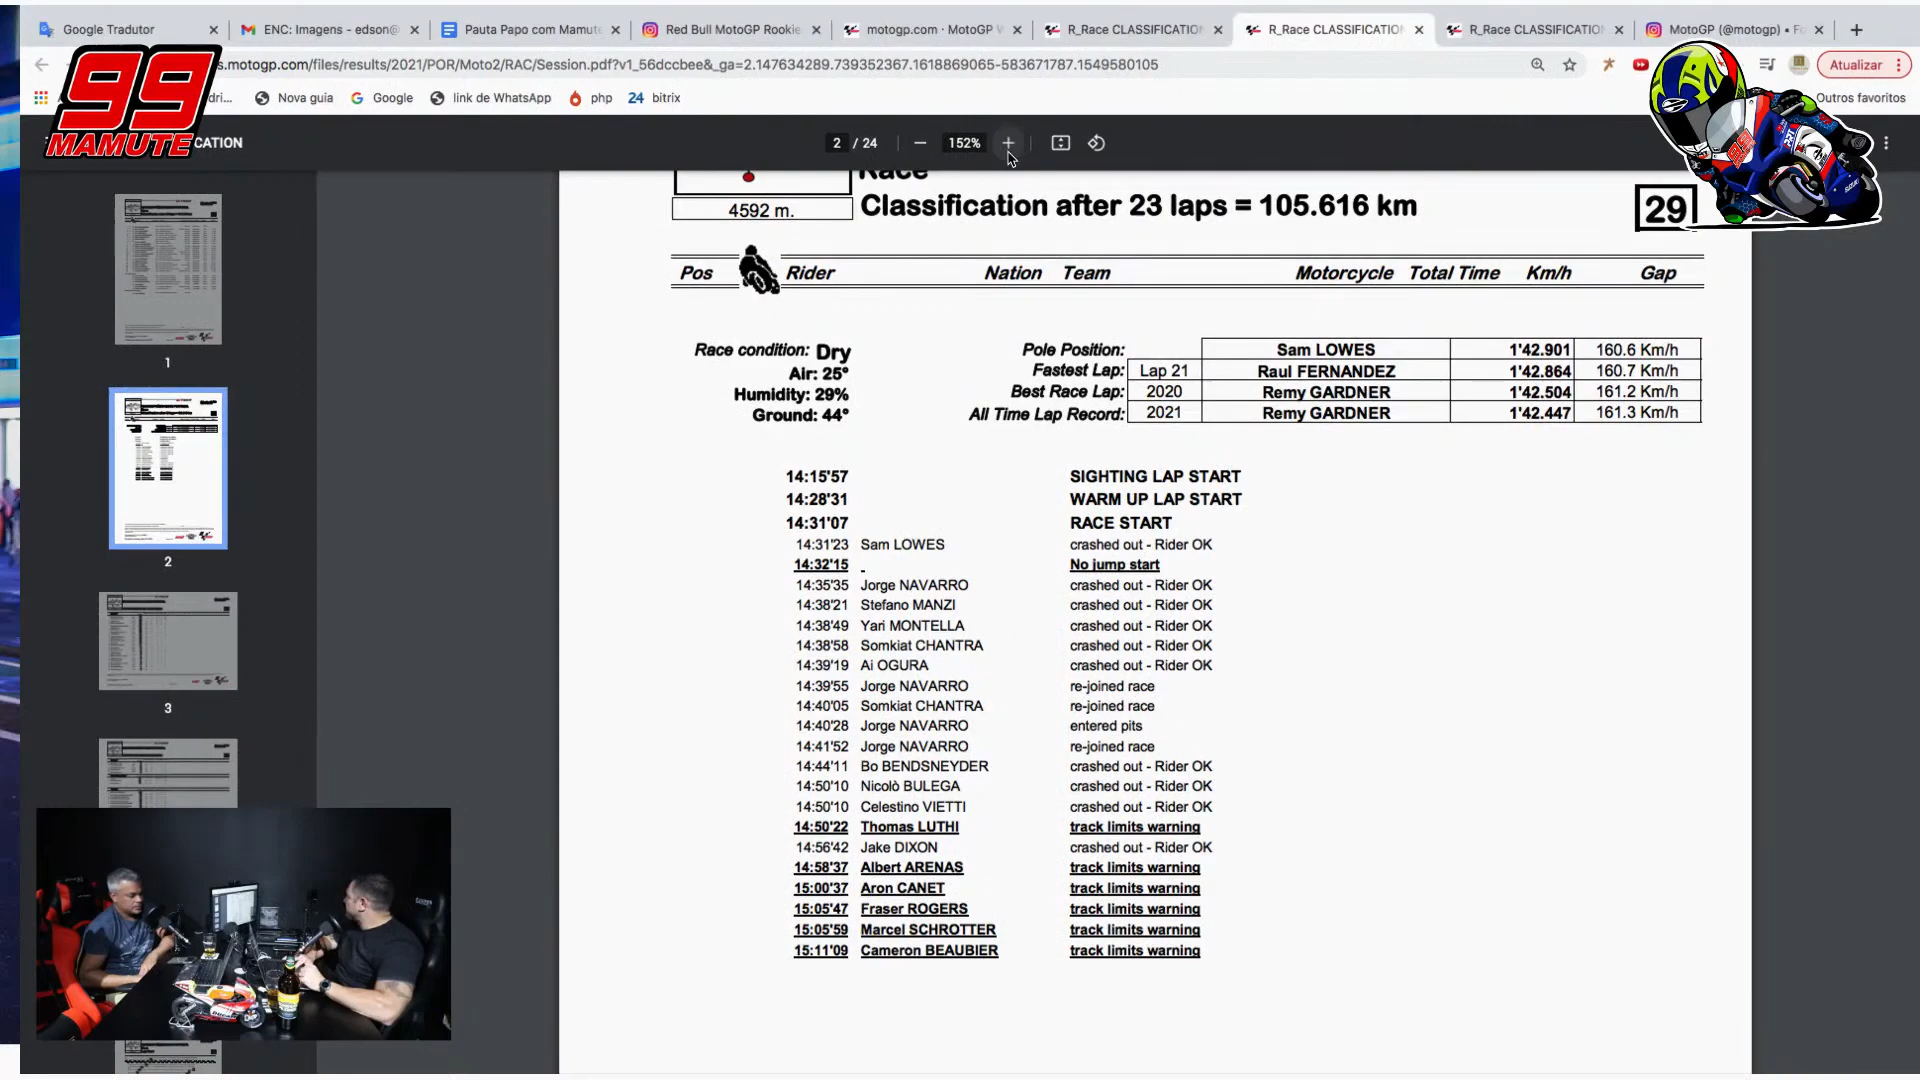 Google Tradutor
ENC: Imagens - edson@
Pauta Papo com Mamut
Red Bull MotoGP Rookie
motogp.com · MotoGP
R_Race CLASSIFICATION
R_Race CLASSIFICATION
R_Race CLASSIFICATION
MotoGP (@motogp) •
.motogp.com/files/results/2021/POR/Moto2/RAC/Session.pdf?v1_56dccbee&_ga=2.147634289.739352367.1618869065-583671787.1549580105
Atualizar
dri...
Nova guia
Google
link de WhatsApp
php
24 bitrix
Outros favoritos
99
MAMUTE
CATION
2 / 24
152%
Race
4592 m.
Classification after 23 laps = 105.616 km
29
Pos Rider Nation Team Motorcycle Total Time Km/h Gap
Race condition: Dry
Air: 25°
Humidity: 29%
Ground: 44°
Pole Position: Sam LOWES 1'42.901 160.6 Km/h
Fastest Lap: Lap 21 Raul FERNANDEZ 1'42.864 160.7 Km/h
Best Race Lap: 2020 Remy GARDNER 1'42.504 161.2 Km/h
All Time Lap Record: 2021 Remy GARDNER 1'42.447 161.3 Km/h
14:15'57 SIGHTING LAP START
14:28'31 WARM UP LAP START
14:31'07 RACE START
14:31'23 Sam LOWES crashed out - Rider OK
14:32'15 No jump start
14:35'35 Jorge NAVARRO crashed out - Rider OK
14:38'21 Stefano MANZI crashed out - Rider OK
14:38'49 Yari MONTELLA crashed out - Rider OK
14:38'58 Somkiat CHANTRA crashed out - Rider OK
14:39'19 Ai OGURA crashed out - Rider OK
14:39'55 Jorge NAVARRO re-joined race
14:40'05 Somkiat CHANTRA re-joined race
14:40'28 Jorge NAVARRO entered pits
14:41'52 Jorge NAVARRO re-joined race
14:44'11 Bo BENDSNEYDER crashed out - Rider OK
14:50'10 Nicolò BULEGA crashed out - Rider OK
14:50'10 Celestino VIETTI crashed out - Rider OK
14:50'22 Thomas LUTHI track limits warning
14:56'42 Jake DIXON crashed out - Rider OK
14:58'37 Albert ARENAS track limits warning
15:00'37 Aron CANET track limits warning
15:05'47 Fraser ROGERS track limits warning
15:05'59 Marcel SCHROTTER track limits warning
15:11'09 Cameron BEAUBIER track limits warning
1
2
3